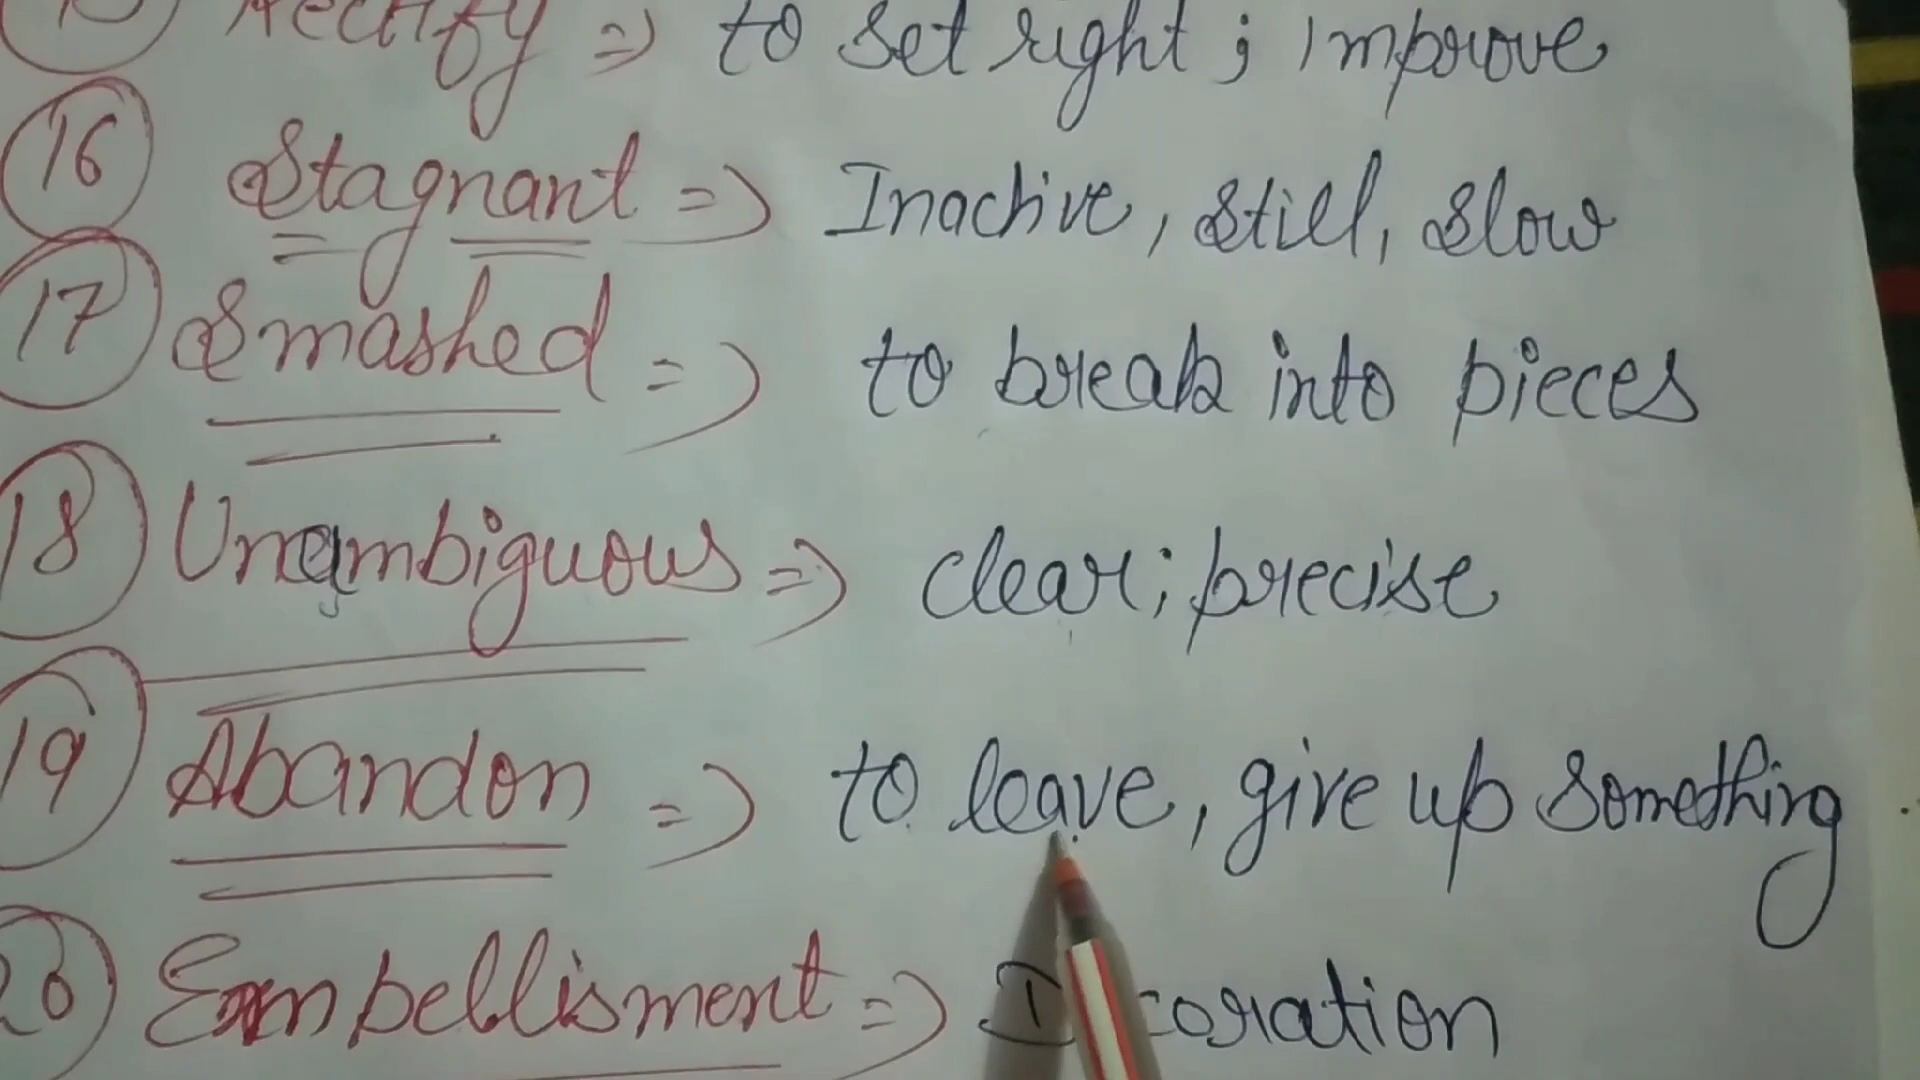 15 Rectify => to set right ; improve
16 Stagnant => Inactive, still, slow
17 Smashed => to break into pieces
18 Unambiguous => clear; precise
19 Abandon => to leave, give up something
20 Embellisment =>